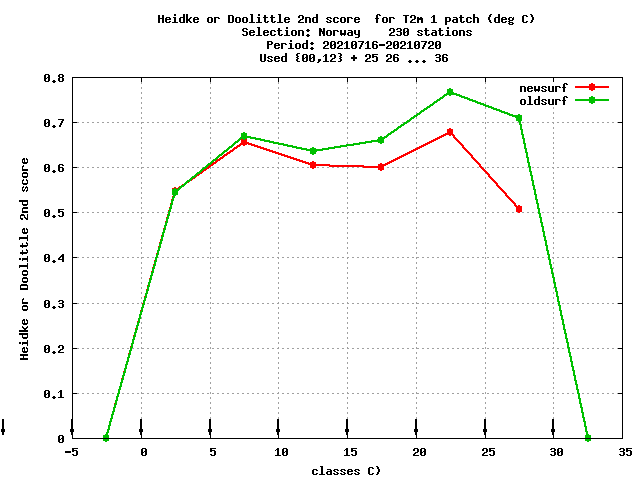 Heidke or Doolittle 2nd score  for T2m 1 patch (deg C)
Selection: Norway    230 stations
Period: 20210716-20210720
Used {00,12} + 25 26 ... 36
newsurf
oldsurf
Heidke or Doolittle 2nd score
0.8
0.7
0.6
0.5
0.4
0.3
0.2
0.1
0
-5 0 5 10 15 20 25 30 35
classes C)